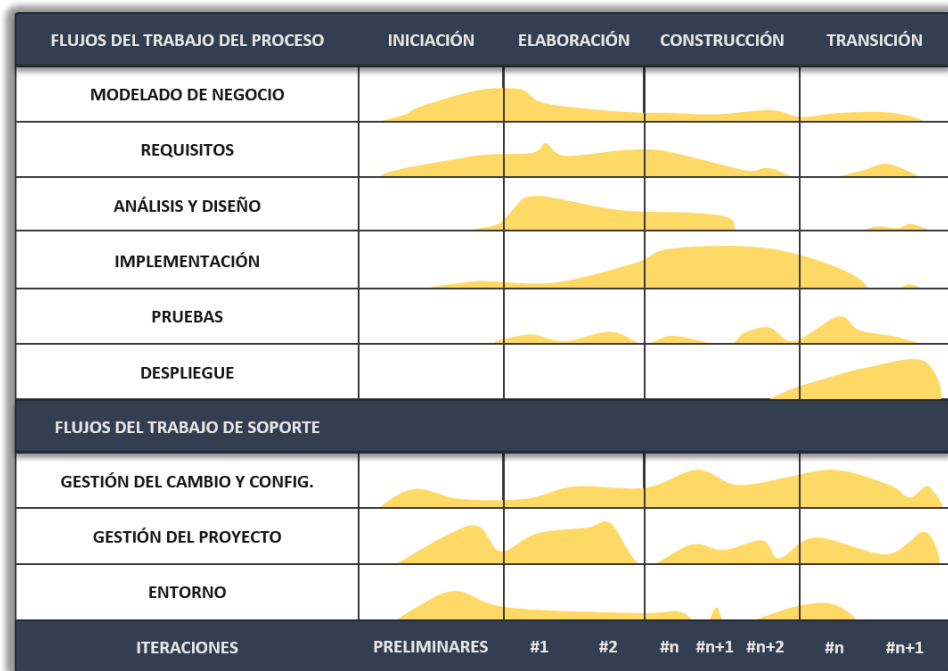 FLUJOS DEL TRABAJO DEL PROCESO INICIACIÓN ELABORACIÓN CONSTRUCCIÓN TRANSICIÓN
MODELADO DE NEGOCIO
REQUISITOS
ANÁLISIS Y DISEÑO
IMPLEMENTACIÓN
PRUEBAS
DESPLIEGUE
FLUJOS DEL TRABAJO DE SOPORTE
GESTIÓN DEL CAMBIO Y CONFIG.
GESTIÓN DEL PROYECTO
ENTORNO
ITERACIONES PRELIMINARES #1 #2 #n #n+1 #n+2 #n #n+1